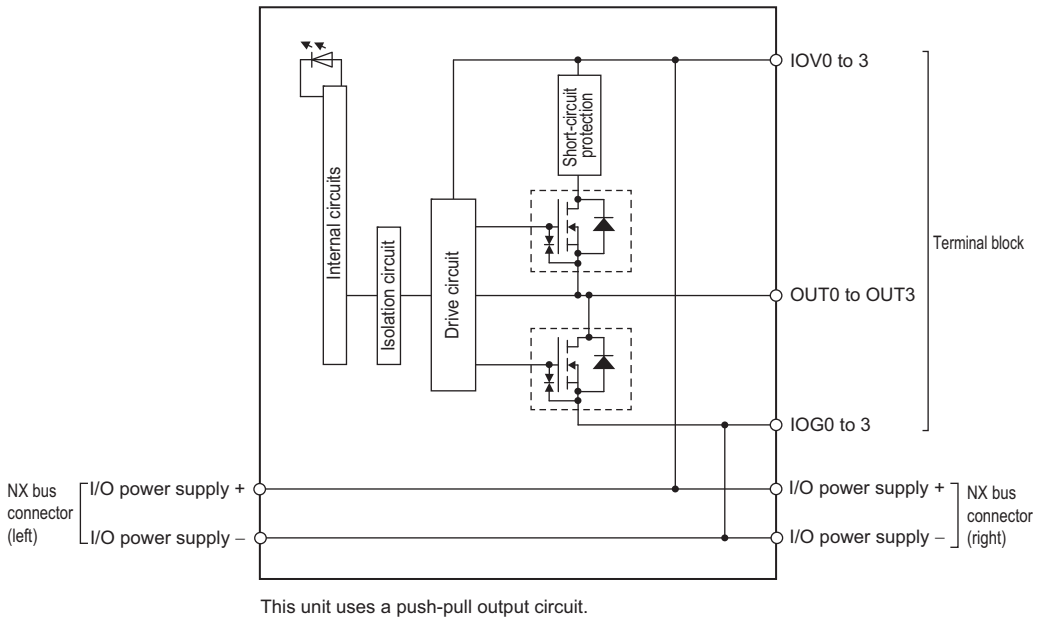 IOV0 to 3
Short-circuit
protection
Internal circuits
Isolation circuit
Drive circuit
Terminal block
OUT0 to OUT3
IOG0 to 3
NX bus
connector
(left)
I/O power supply +
I/O power supply −
I/O power supply +
I/O power supply −
NX bus
connector
(right)
This unit uses a push-pull output circuit.